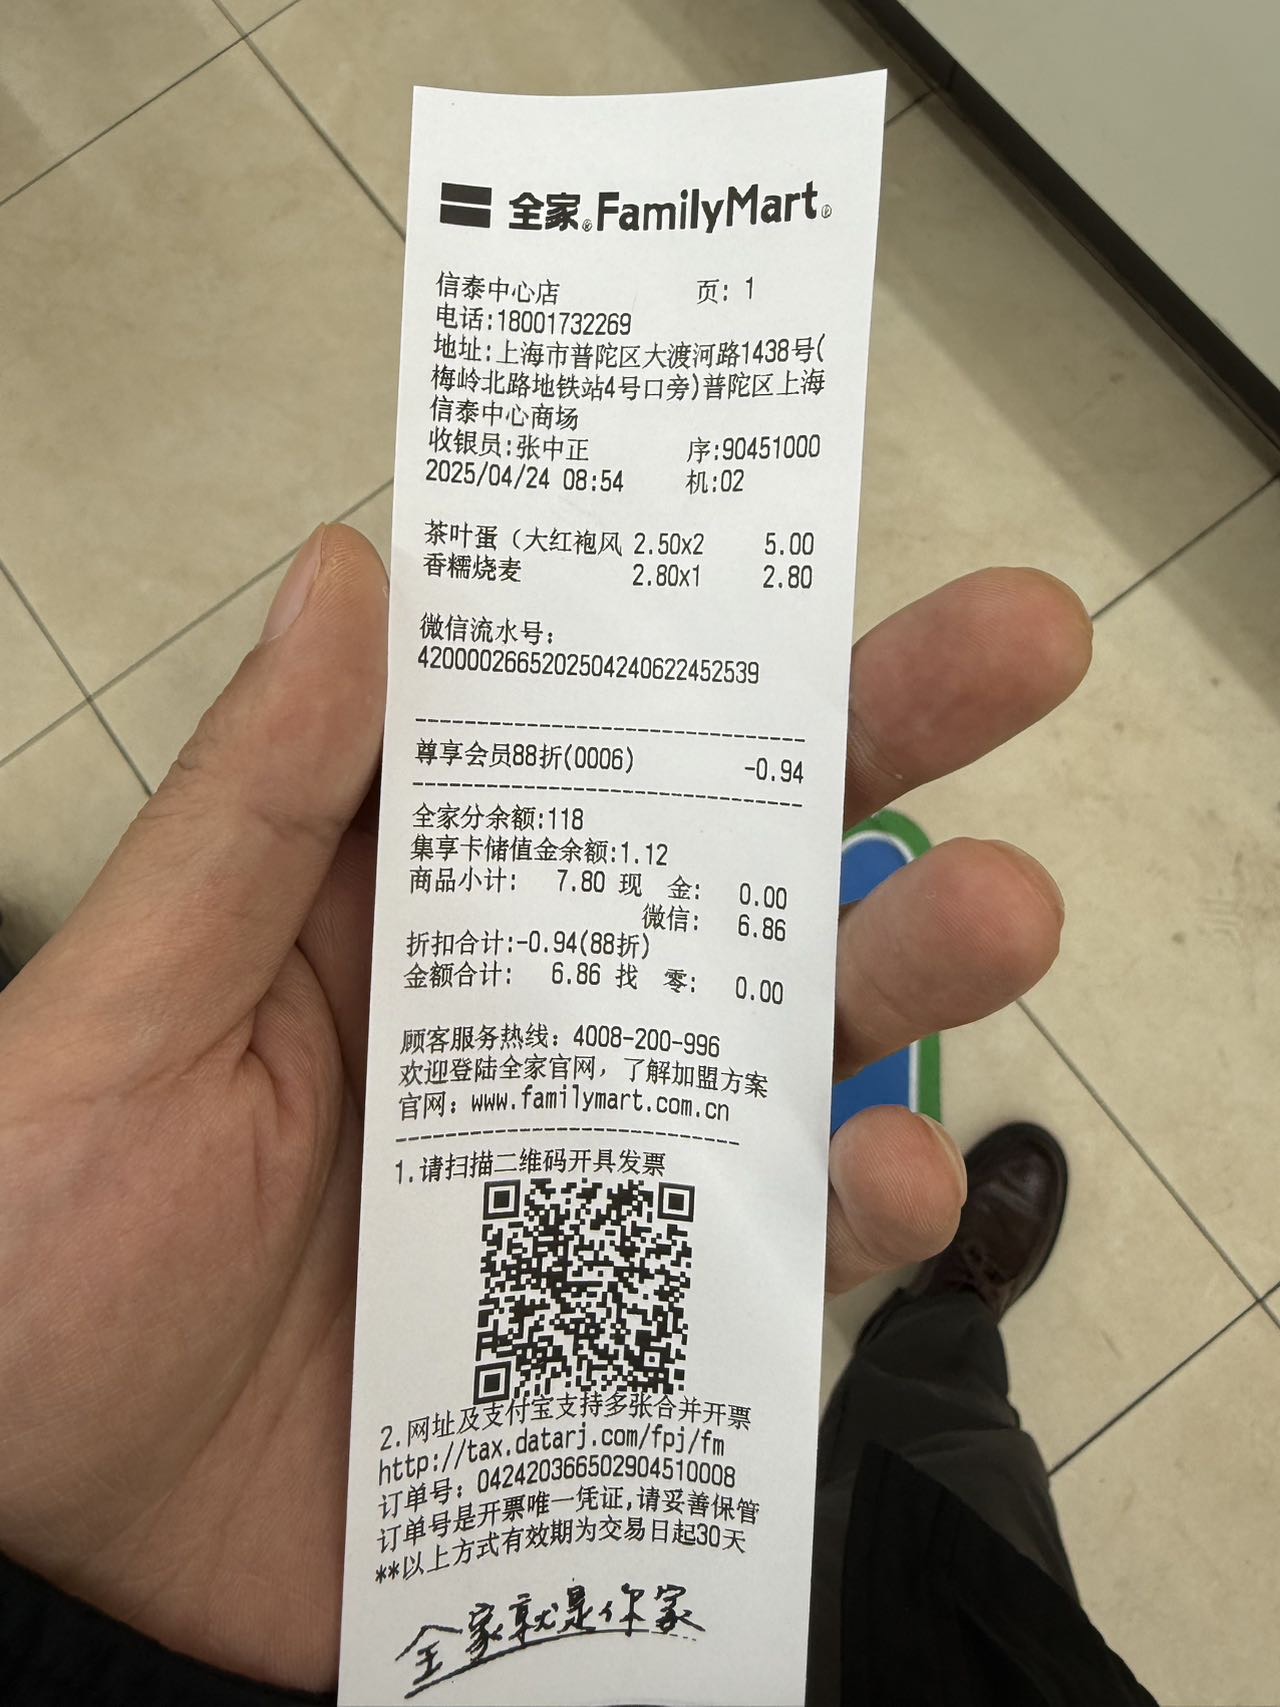 全家®FamilyMart®
信泰中心店 页: 1
电话:18001732269
地址:上海市普陀区大渡河路1438号(
梅岭北路地铁站4号口旁)普陀区上海
信泰中心商场
收银员:张中正 序:90451000
2025/04/24 08:54 机:02
茶叶蛋（大红袍风 2.50x2 5.00
香糯烧麦 2.80x1 2.80
微信流水号:
4200002665202504240622452539
--------------------------------
尊享会员88折(0006) -0.94
--------------------------------
全家分余额:118
集享卡储值金余额:1.12
商品小计: 7.80 现 金: 0.00
微信: 6.86
折扣合计:-0.94(88折)
金额合计: 6.86 找 零: 0.00
顾客服务热线: 4008-200-996
欢迎登陆全家官网，了解加盟方案
官网: www.familymart.com.cn
----------------------------
1.请扫描二维码开具发票
2.网址及支付宝支持多张合并开票
http://tax.datarj.com/fpj/fm
订单号: 042420366502904510008
订单号是开票唯一凭证,请妥善保管
**以上方式有效期为交易日起30天
全家就是你家